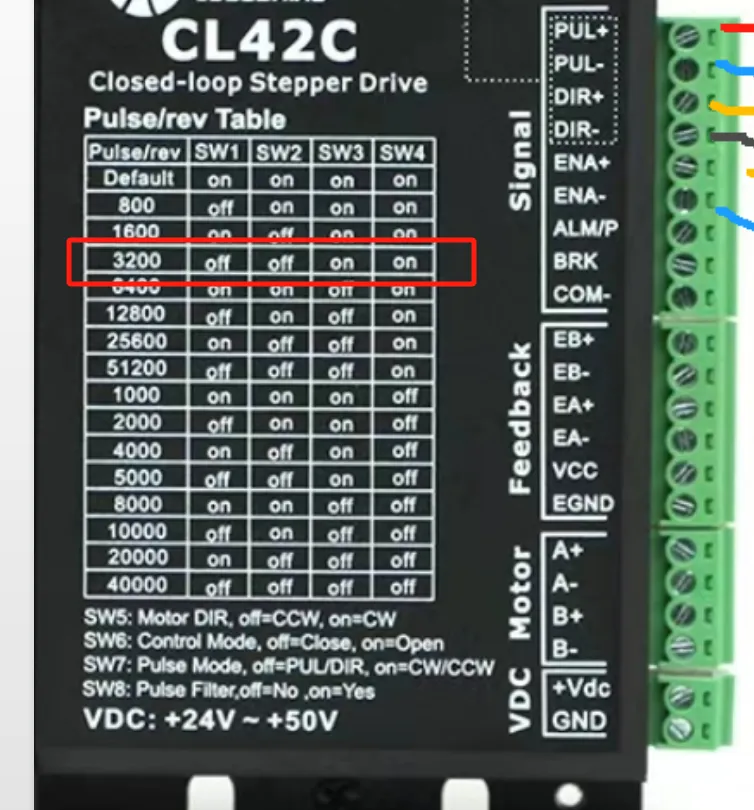 CL42C
Closed-loop Stepper Drive
Pulse/rev Table
Pulse/rev SW1 SW2 SW3 SW4
Default on on on on
800 off on on on
1600 on off on on
3200 off off on on
6400 on on off on
12800 off on off on
25600 on off off on
51200 off off off on
1000 on on on off
2000 off on on off
4000 on off on off
5000 off off on off
8000 on on off off
10000 off on off off
20000 on off off off
40000 off off off off
SW5: Motor DIR, off=CCW, on=CW
SW6: Control Mode, off=Close, on=Open
SW7: Pulse Mode, off=PUL/DIR, on=CW/CCW
SW8: Pulse Filter,off=No ,on=Yes
VDC: +24V ~ +50V
Signal
PUL+
PUL-
DIR+
DIR-
ENA+
ENA-
ALM/P
BRK
COM-
Feedback
EB+
EB-
EA+
EA-
VCC
EGND
Motor
A+
A-
B+
B-
VDC
+Vdc
GND